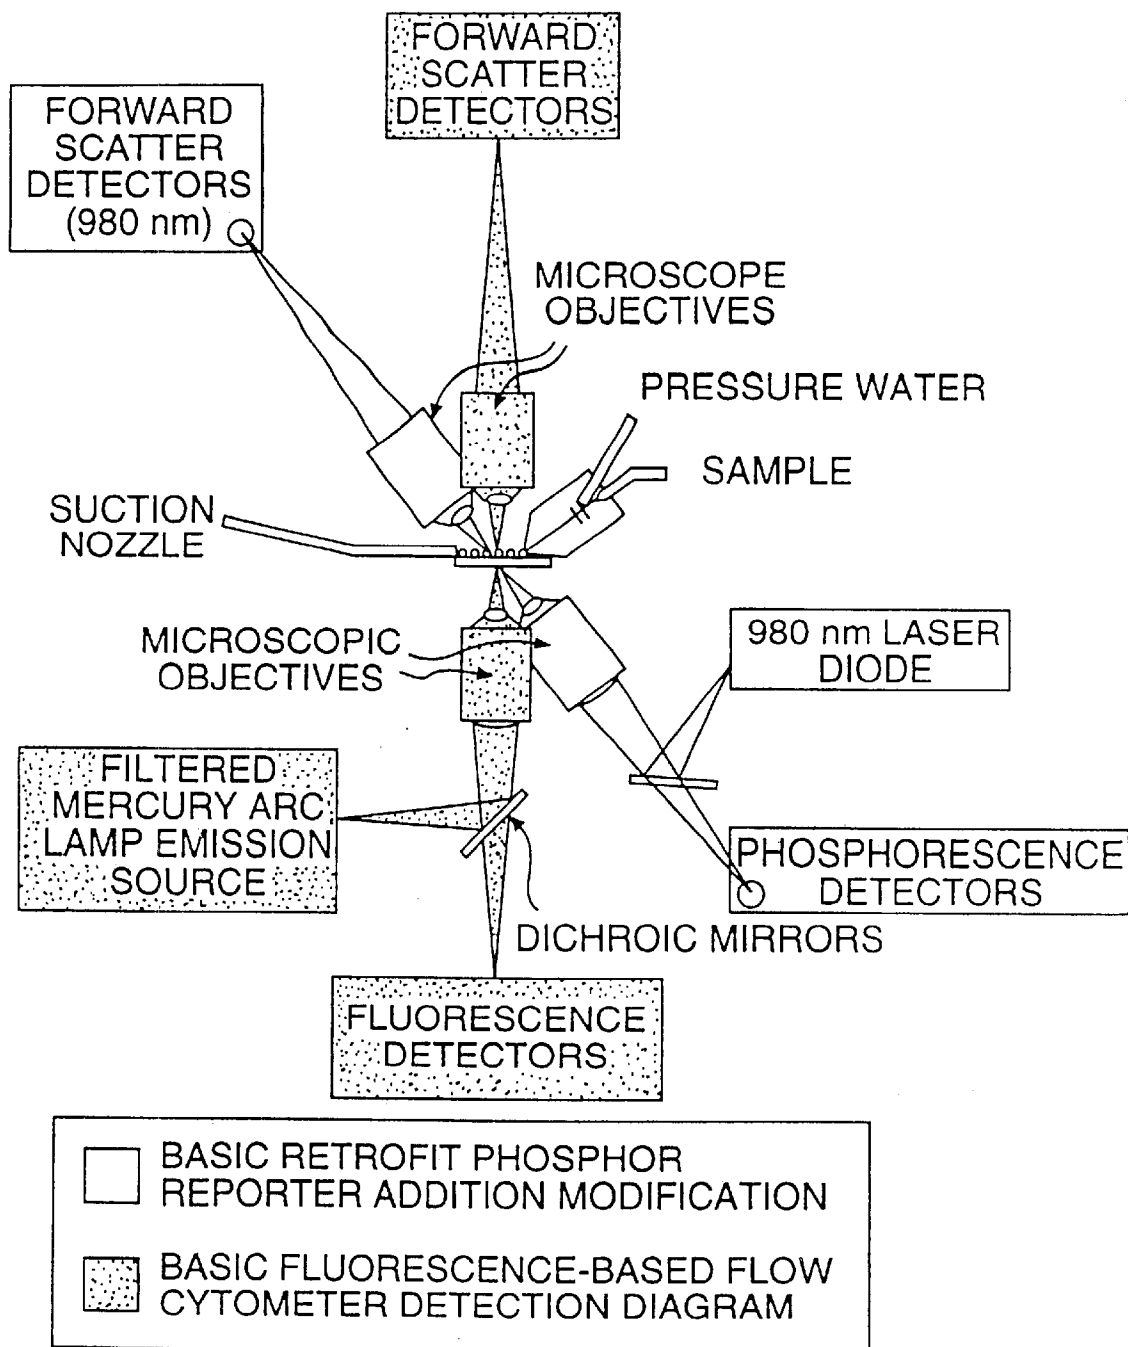 FORWARD
SCATTER
DETECTORS
FORWARD
SCATTER
DETECTORS
(980 nm)
MICROSCOPE
OBJECTIVES
PRESSURE WATER
SAMPLE
SUCTION
NOZZLE
MICROSCOPIC
OBJECTIVES
980 nm LASER
DIODE
FILTERED
MERCURY ARC
LAMP EMISSION
SOURCE
PHOSPHORESCENCE
DETECTORS
DICHROIC MIRRORS
FLUORESCENCE
DETECTORS
BASIC RETROFIT PHOSPHOR
REPORTER ADDITION MODIFICATION
BASIC FLUORESCENCE-BASED FLOW
CYTOMETER DETECTION DIAGRAM